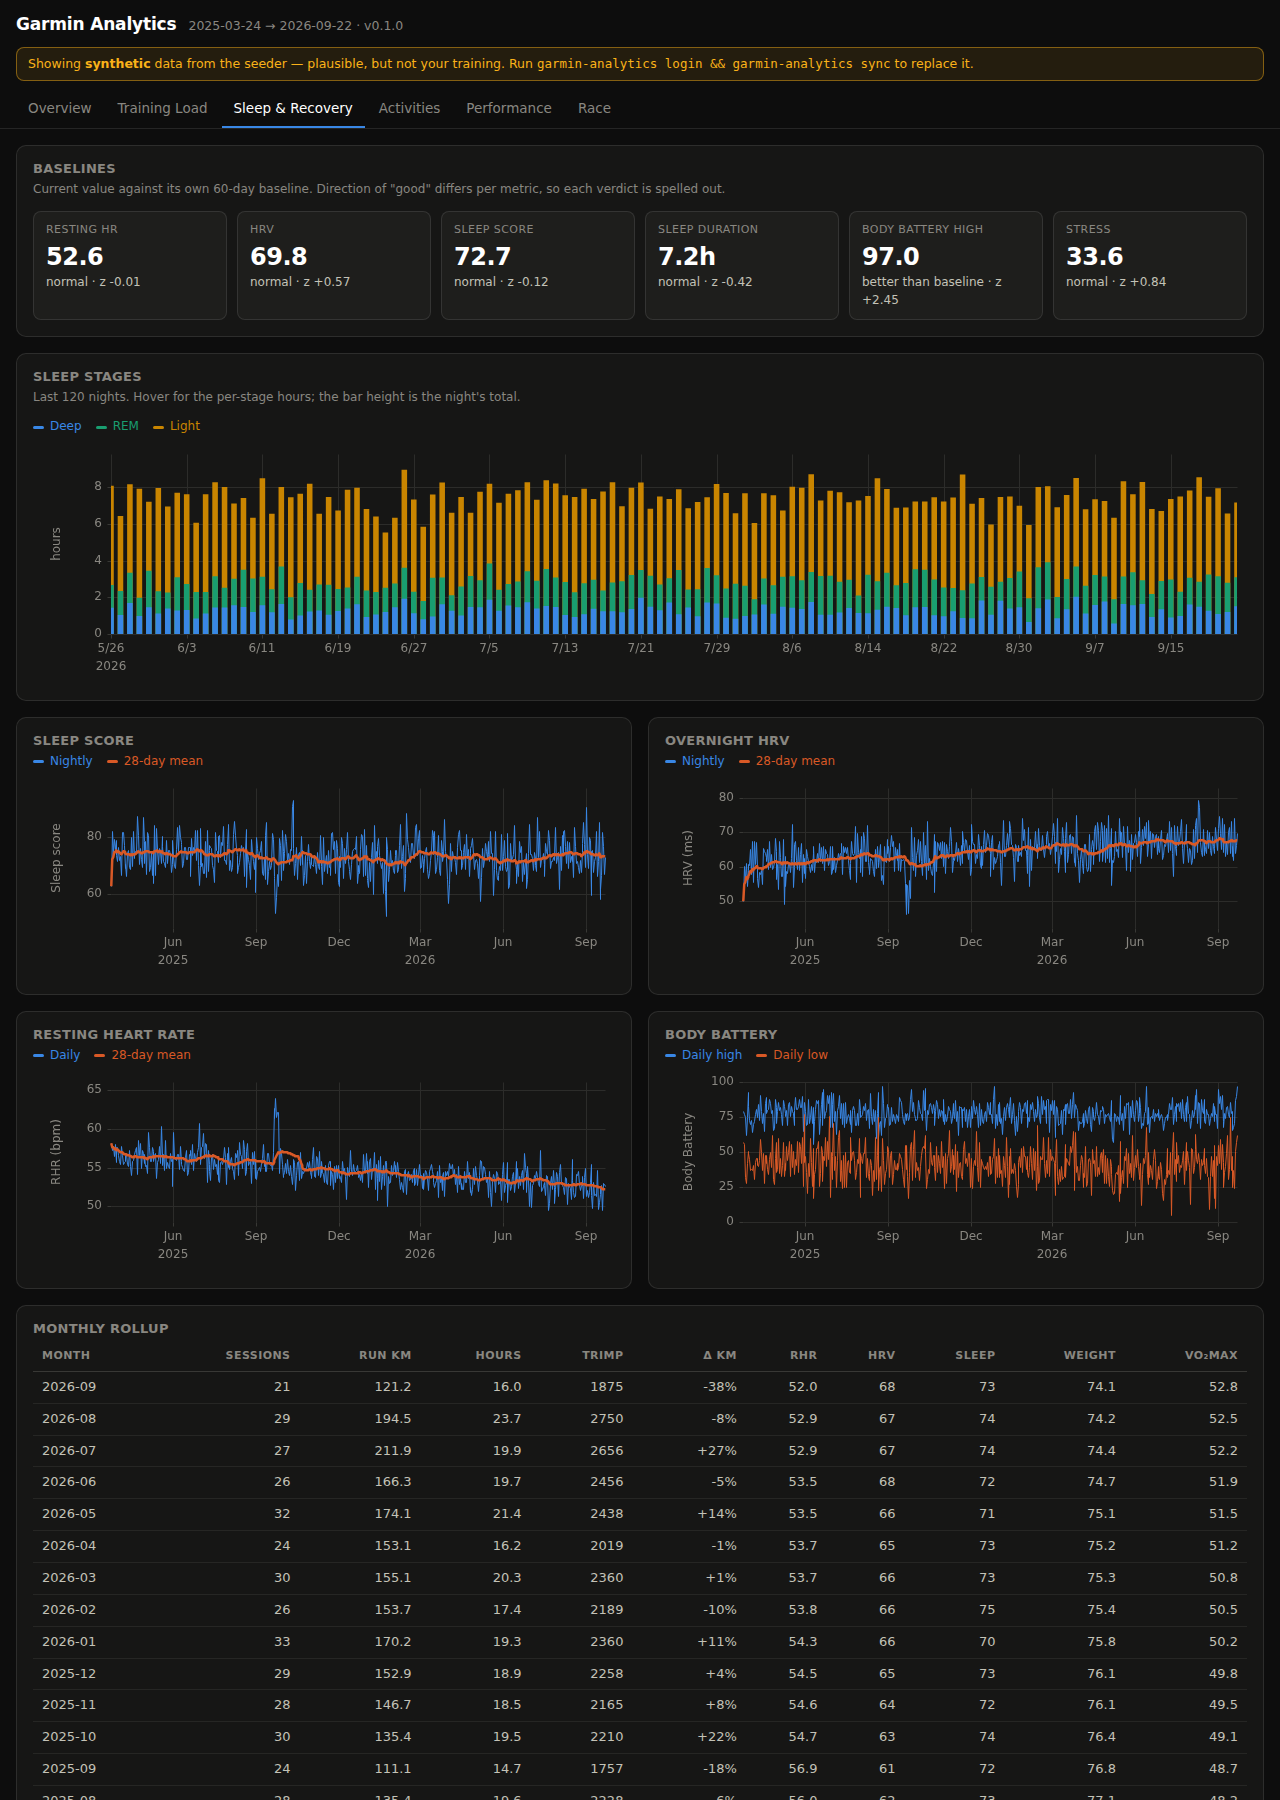 Garmin Analytics 2025-03-24 → 2026-09-22 · v0.1.0
Showing synthetic data from the seeder — plausible, but not your training. Run garmin-analytics login && garmin-analytics sync to replace it.
Overview Training Load Sleep & Recovery Activities Performance Race
BASELINES
Current value against its own 60-day baseline. Direction of "good" differs per metric, so each verdict is spelled out.
RESTING HR
52.6
normal · z -0.01
HRV
69.8
normal · z +0.57
SLEEP SCORE
72.7
normal · z -0.12
SLEEP DURATION
7.2h
normal · z -0.42
BODY BATTERY HIGH
97.0
better than baseline · z
+2.45
STRESS
33.6
normal · z +0.84
SLEEP STAGES
Last 120 nights. Hover for the per-stage hours; the bar height is the night's total.
Deep REM Light
hours
8
6
4
2
0
5/26 6/3 6/11 6/19 6/27 7/5 7/13 7/21 7/29 8/6 8/14 8/22 8/30 9/7 9/15
2026
SLEEP SCORE
Nightly 28-day mean
Sleep score
80
60
Jun Sep Dec Mar Jun Sep
2025 2026
OVERNIGHT HRV
Nightly 28-day mean
HRV (ms)
80
70
60
50
Jun Sep Dec Mar Jun Sep
2025 2026
RESTING HEART RATE
Daily 28-day mean
RHR (bpm)
65
60
55
50
Jun Sep Dec Mar Jun Sep
2025 2026
BODY BATTERY
Daily high Daily low
Body Battery
100
75
50
25
0
Jun Sep Dec Mar Jun Sep
2025 2026
MONTHLY ROLLUP
MONTH SESSIONS RUN KM HOURS TRIMP Δ KM RHR HRV SLEEP WEIGHT VO₂MAX
2026-09 21 121.2 16.0 1875 -38% 52.0 68 73 74.1 52.8
2026-08 29 194.5 23.7 2750 -8% 52.9 67 74 74.2 52.5
2026-07 27 211.9 19.9 2656 +27% 52.9 67 74 74.4 52.2
2026-06 26 166.3 19.7 2456 -5% 53.5 68 72 74.7 51.9
2026-05 32 174.1 21.4 2438 +14% 53.5 66 71 75.1 51.5
2026-04 24 153.1 16.2 2019 -1% 53.7 65 73 75.2 51.2
2026-03 30 155.1 20.3 2360 +1% 53.7 66 73 75.3 50.8
2026-02 26 153.7 17.4 2189 -10% 53.8 66 75 75.4 50.5
2026-01 33 170.2 19.3 2360 +11% 54.3 66 70 75.8 50.2
2025-12 29 152.9 18.9 2258 +4% 54.5 65 73 76.1 49.8
2025-11 28 146.7 18.5 2165 +8% 54.6 64 72 76.1 49.5
2025-10 30 135.4 19.5 2210 +22% 54.7 63 74 76.4 49.1
2025-09 24 111.1 14.7 1757 -18% 56.9 61 72 76.8 48.7